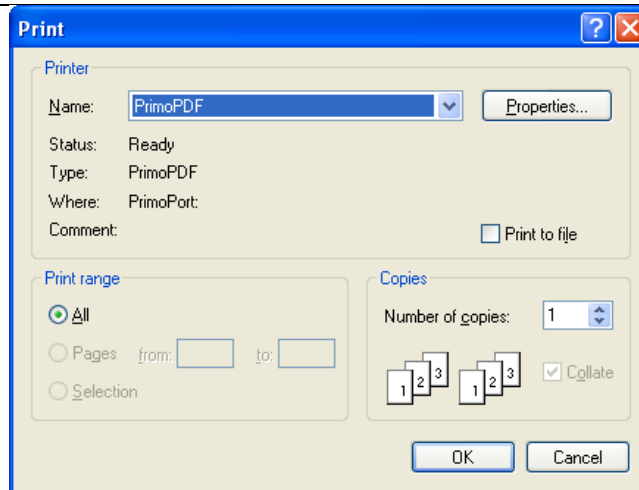 Print
Printer
Name: PrimoPDF Properties...
Status: Ready
Type: PrimoPDF
Where: PrimoPort:
Comment: Print to file
Print range
All
Pages from: to:
Selection
Copies
Number of copies: 1
1 2 3 1 2 3 Collate
OK Cancel